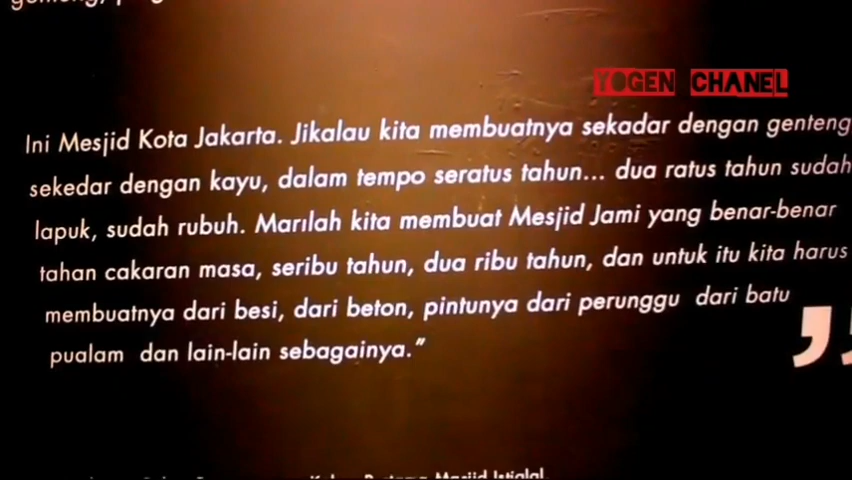 YOGEN CHANEL
Ini Mesjid Kota Jakarta. Jikalau kita membuatnya sekadar dengan genteng
sekedar dengan kayu, dalam tempo seratus tahun... dua ratus tahun sudah
lapuk, sudah rubuh. Marilah kita membuat Mesjid Jami yang benar-benar
tahan cakaran masa, seribu tahun, dua ribu tahun, dan untuk itu kita harus
membuatnya dari besi, dari beton, pintunya dari perunggu dari batu
pualam dan lain-lain sebagainya.”
Masjid Istiqlal